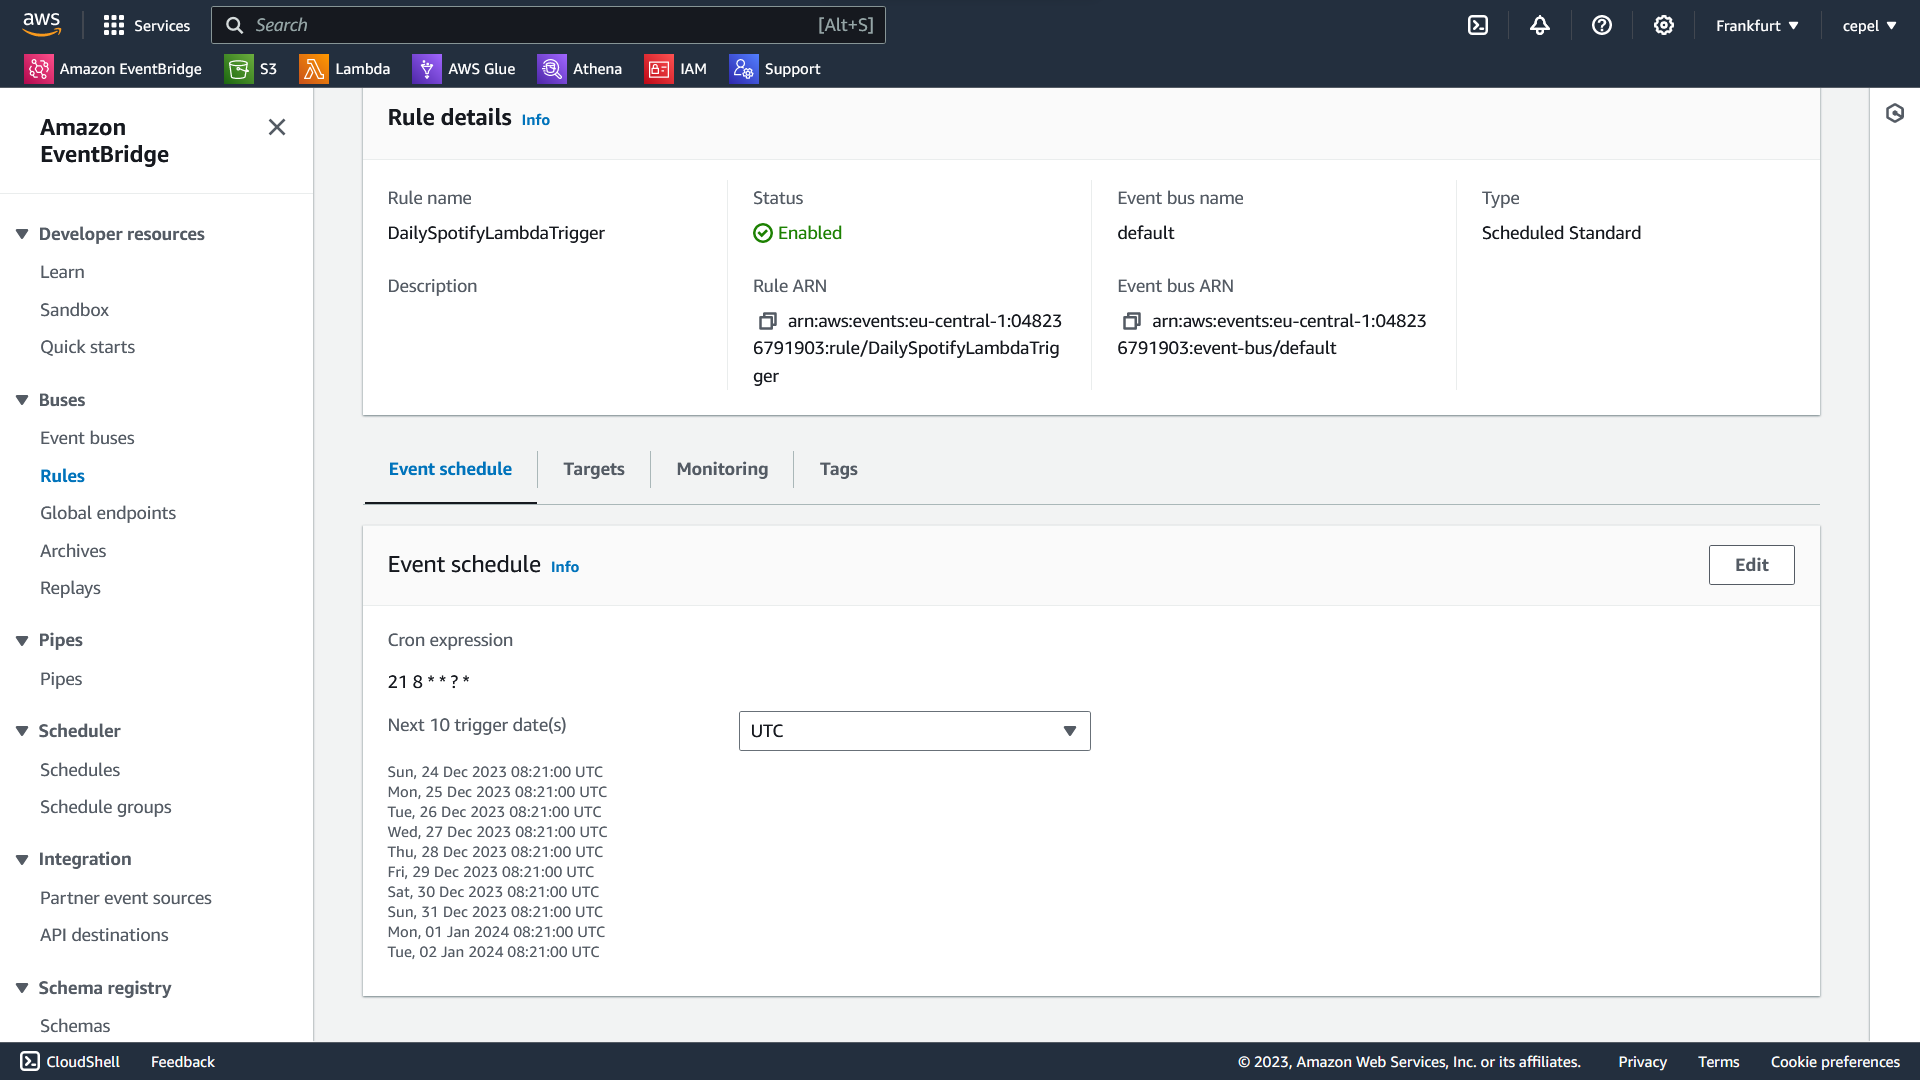 aws
Services
Search
[Alt+S]
Frankfurt
cepel
Amazon EventBridge
S3
Lambda
AWS Glue
Athena
IAM
Support
Amazon
EventBridge
Developer resources
Learn
Sandbox
Quick starts
Buses
Event buses
Rules
Global endpoints
Archives
Replays
Pipes
Pipes
Scheduler
Schedules
Schedule groups
Integration
Partner event sources
API destinations
Schema registry
Schemas
Rule details Info
Rule name
DailySpotifyLambdaTrigger
Description
Status
Enabled
Rule ARN
arn:aws:events:eu-central-1:04823
6791903:rule/DailySpotifyLambdaTrig
ger
Event bus name
default
Event bus ARN
arn:aws:events:eu-central-1:04823
6791903:event-bus/default
Type
Scheduled Standard
Event schedule
Targets
Monitoring
Tags
Event schedule Info
Edit
Cron expression
21 8 * * ? *
Next 10 trigger date(s)
UTC
Sun, 24 Dec 2023 08:21:00 UTC
Mon, 25 Dec 2023 08:21:00 UTC
Tue, 26 Dec 2023 08:21:00 UTC
Wed, 27 Dec 2023 08:21:00 UTC
Thu, 28 Dec 2023 08:21:00 UTC
Fri, 29 Dec 2023 08:21:00 UTC
Sat, 30 Dec 2023 08:21:00 UTC
Sun, 31 Dec 2023 08:21:00 UTC
Mon, 01 Jan 2024 08:21:00 UTC
Tue, 02 Jan 2024 08:21:00 UTC
CloudShell
Feedback
© 2023, Amazon Web Services, Inc. or its affiliates.
Privacy
Terms
Cookie preferences